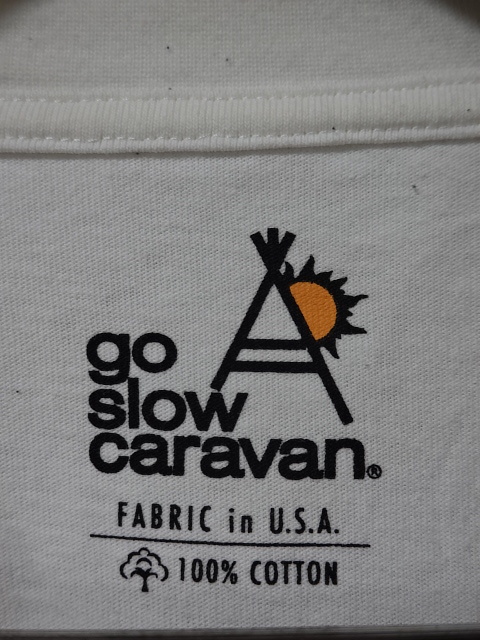 go
slow
caravan®
FABRIC in U.S.A.
100% COTTON